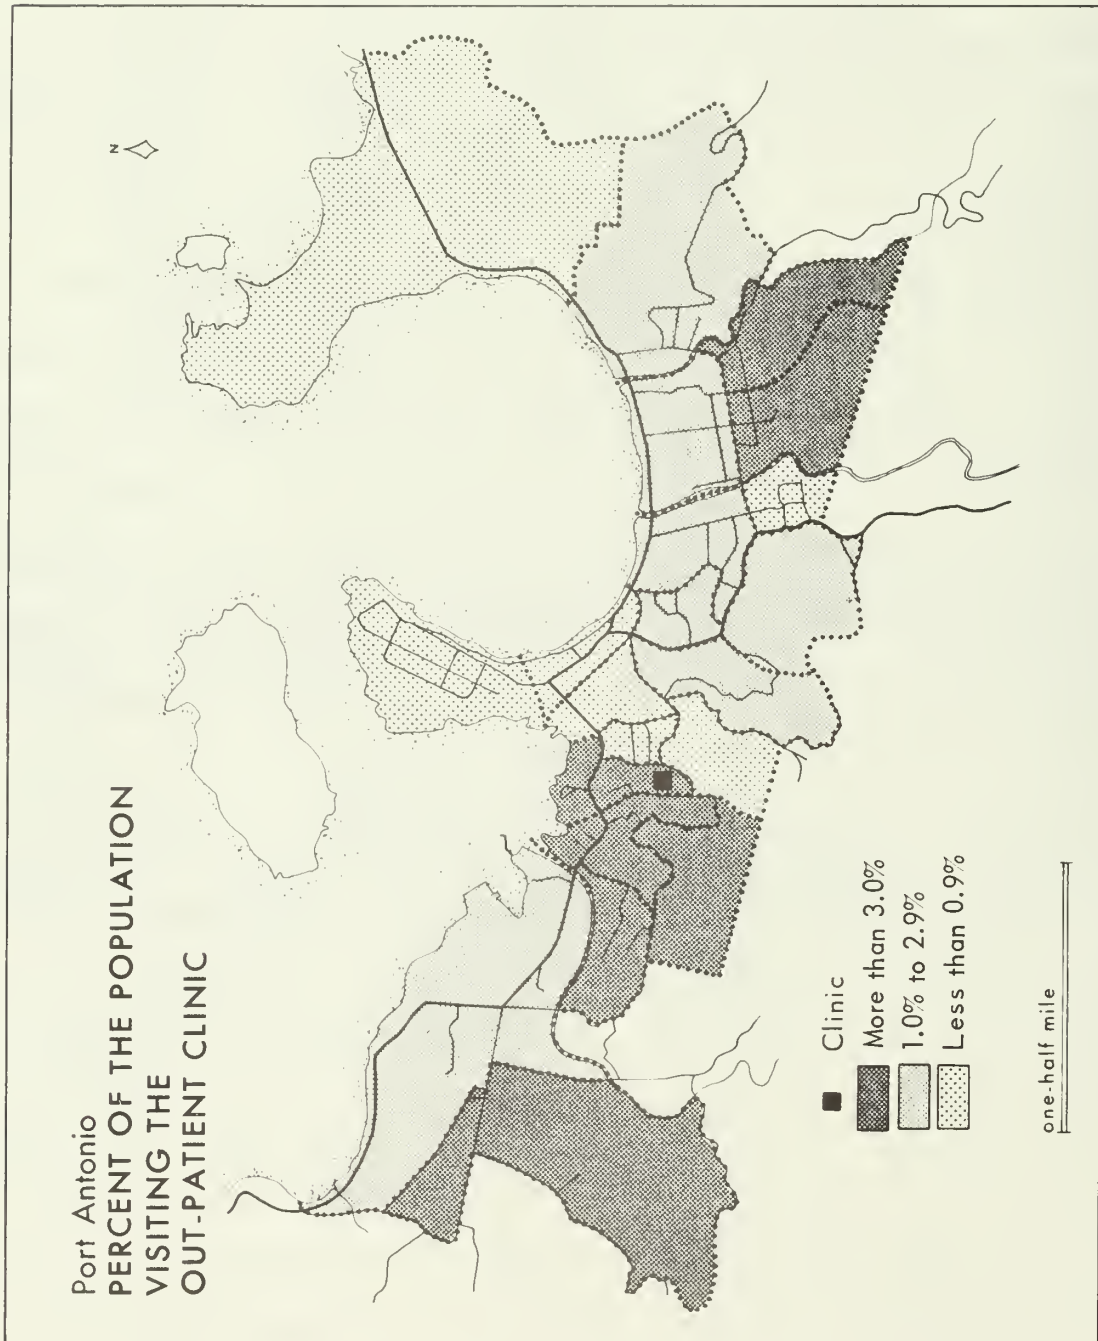 Port Antonio
PERCENT OF THE POPULATION
VISITING THE
OUT-PATIENT CLINIC
N
Clinic
More than 3.0%
1.0% to 2.9%
Less than 0.9%
one-half mile